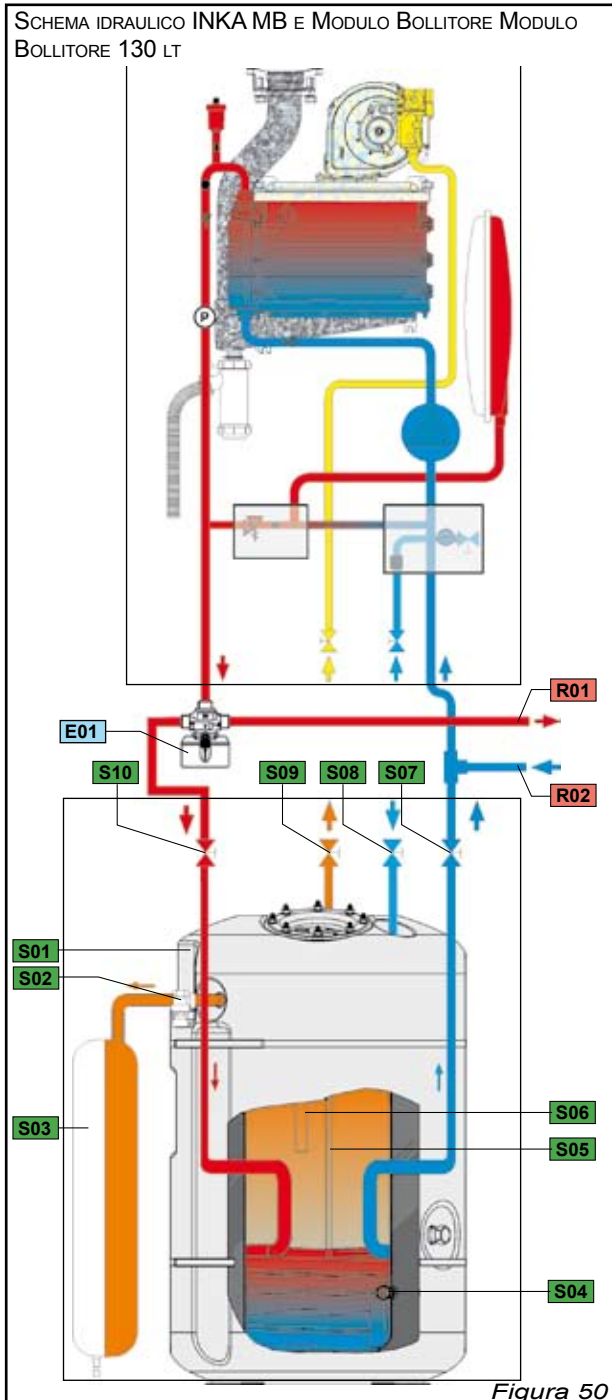 SCHEMA IDRAULICO INKA MB E MODULO BOLLITORE MODULO
BOLLITORE 130 LT
P
R01
E01
R02
S10
S09
S08
S07
S01
S02
S06
S03
S05
S04
Figura 50